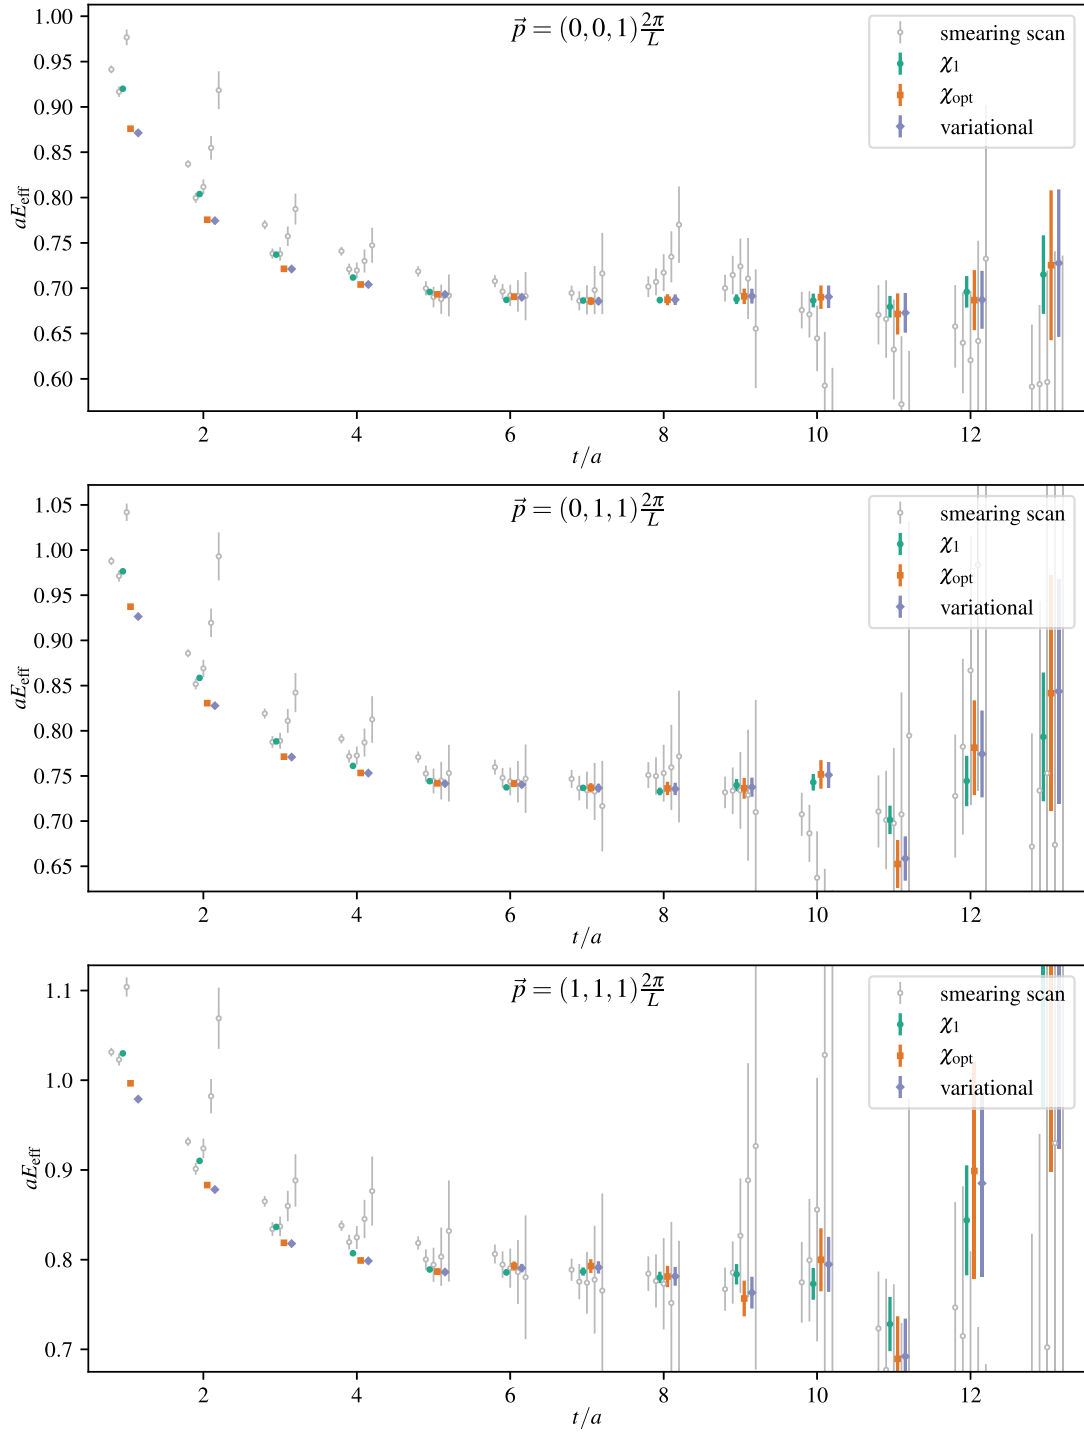 p⃗ = (0, 0, 1) 2π/L
smearing scan
χ₁
χ_opt
variational
1.00
0.95
0.90
0.85
0.80
0.75
0.70
0.65
0.60
aE_eff
2 4 6 8 10 12
t/a
p⃗ = (0, 1, 1) 2π/L
smearing scan
χ₁
χ_opt
variational
1.05
1.00
0.95
0.90
0.85
0.80
0.75
0.70
0.65
aE_eff
2 4 6 8 10 12
t/a
p⃗ = (1, 1, 1) 2π/L
smearing scan
χ₁
χ_opt
variational
1.1
1.0
0.9
0.8
0.7
aE_eff
2 4 6 8 10 12
t/a